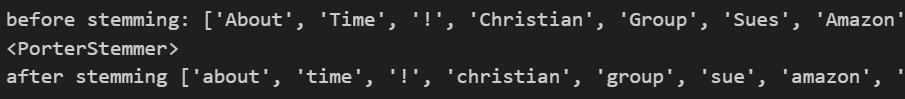 before stemming: ['About', 'Time', '!', 'Christian', 'Group', 'Sues', 'Amazon'
<PorterStemmer>
after stemming ['about', 'time', '!', 'christian', 'group', 'sue', 'amazon', '